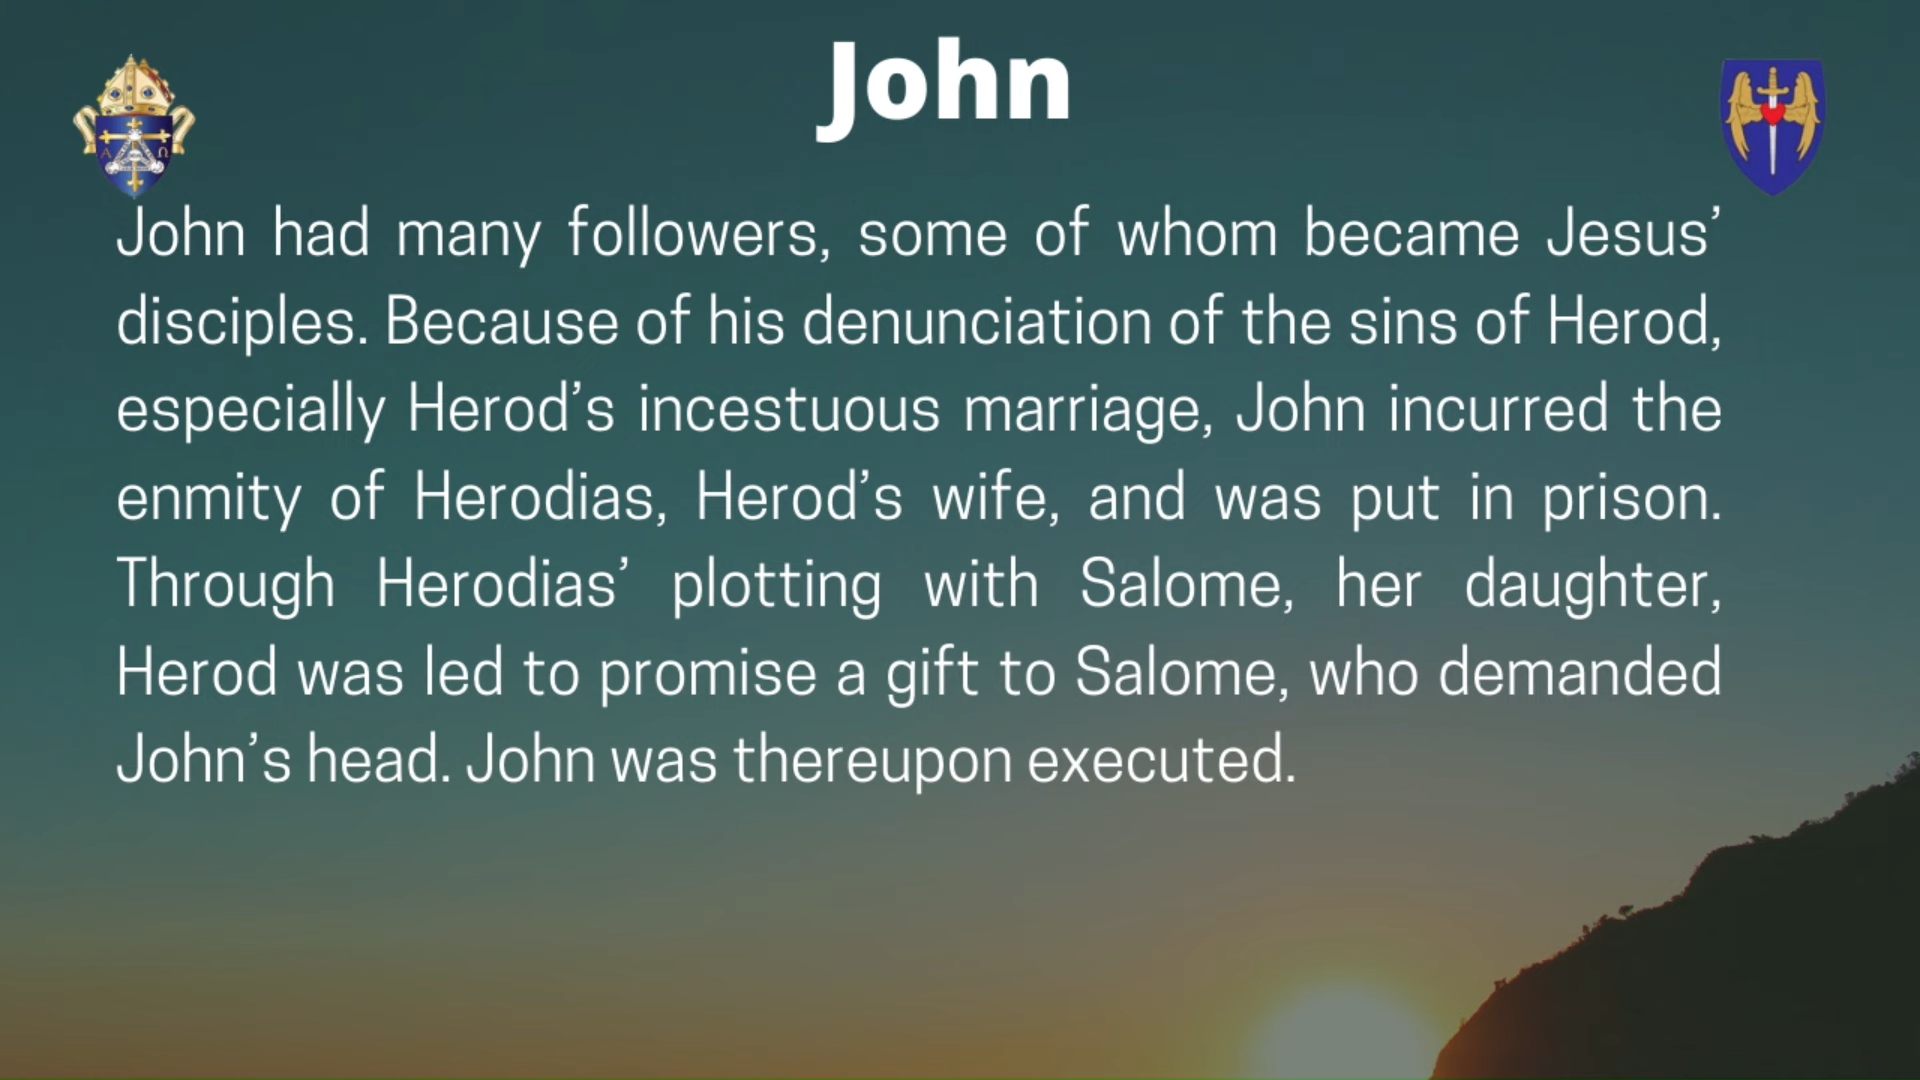 John
John had many followers, some of whom became Jesus’
disciples. Because of his denunciation of the sins of Herod,
especially Herod’s incestuous marriage, John incurred the
enmity of Herodias, Herod’s wife, and was put in prison.
Through Herodias’ plotting with Salome, her daughter,
Herod was led to promise a gift to Salome, who demanded
John’s head. John was thereupon executed.
Α Ω